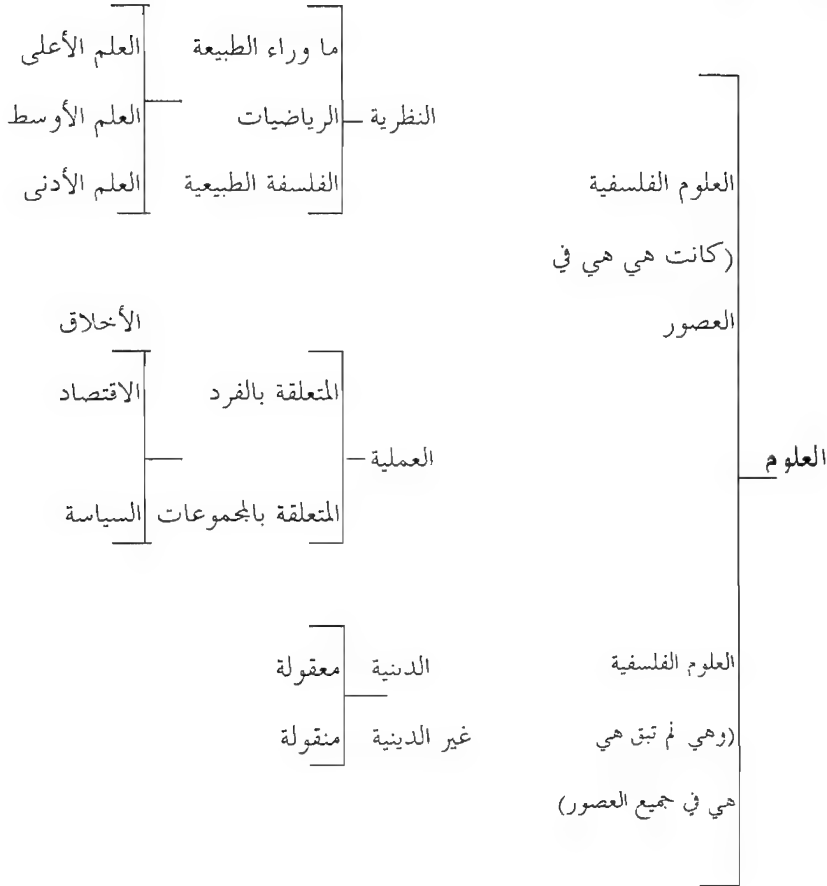 ما وراء الطبيعة العلم الأعلى
النظرية الرياضيات العلم الأوسط
العلوم الفلسفية الفلسفة الطبيعية العلم الأدنى
(كانت هي هي في
العصور الأخلاق
المتعلقة بالفرد الاقتصاد
العلوم العملية
المتعلقة بالمجموعات السياسة
العلوم الفلسفية الدينية معقولة
(وهي لم تبق هي غير الدينية منقولة
هي في جميع العصور)